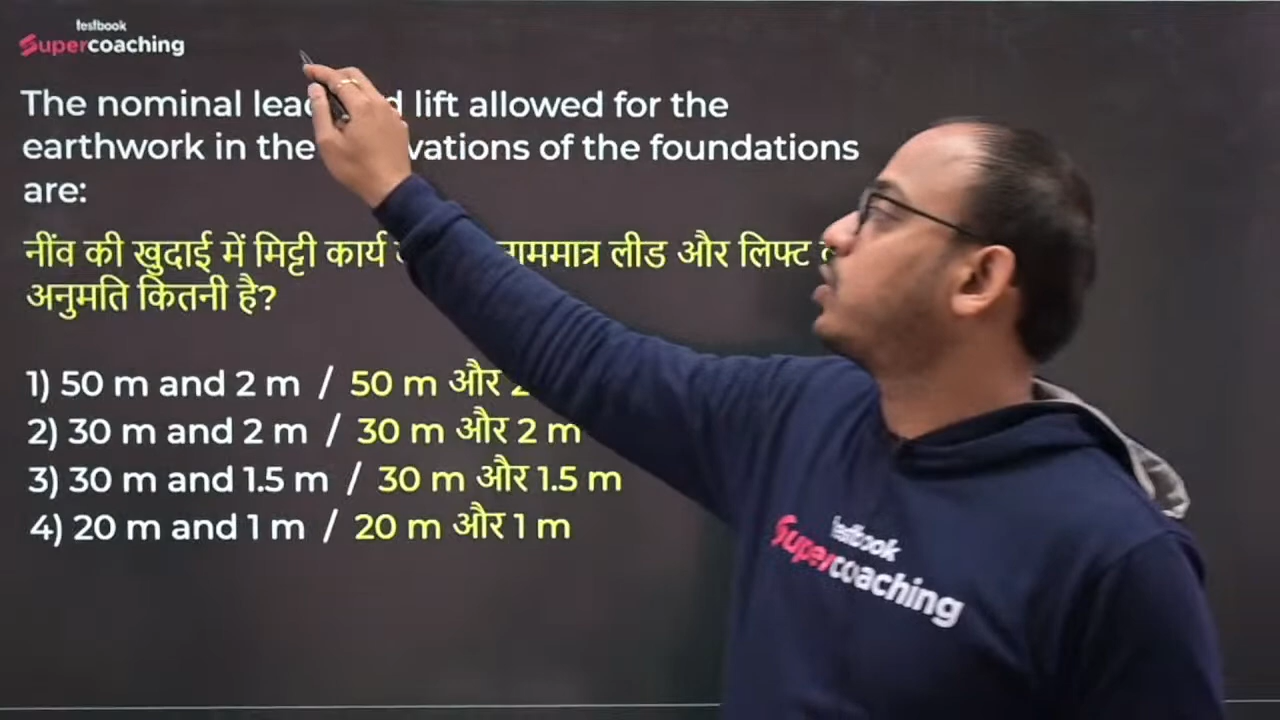 testbook
Supercoaching
The nominal lift allowed for the
earthwork in the of the foundations
are:
नींव की खुदाई में मिट्टी कार्य लीड और लिफ्ट
अनुमति कितनी है?
1) 50 m and 2 m / 50 m और
2) 30 m and 2 m / 30 m और 2 m
3) 30 m and 1.5 m / 30 m और 1.5 m
4) 20 m and 1 m / 20 m और 1 m
testbook
Supercoaching